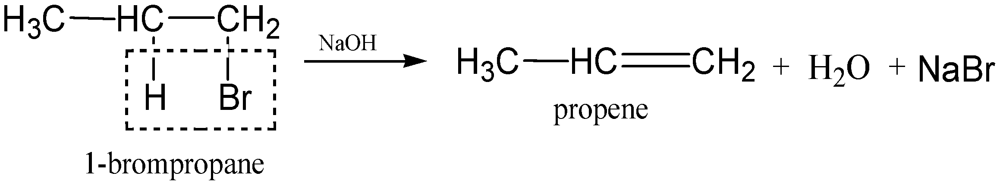 H3C HC CH2
NaOH
H3C HC CH2 + H2O + NaBr
H Br
propene
1-brompropane